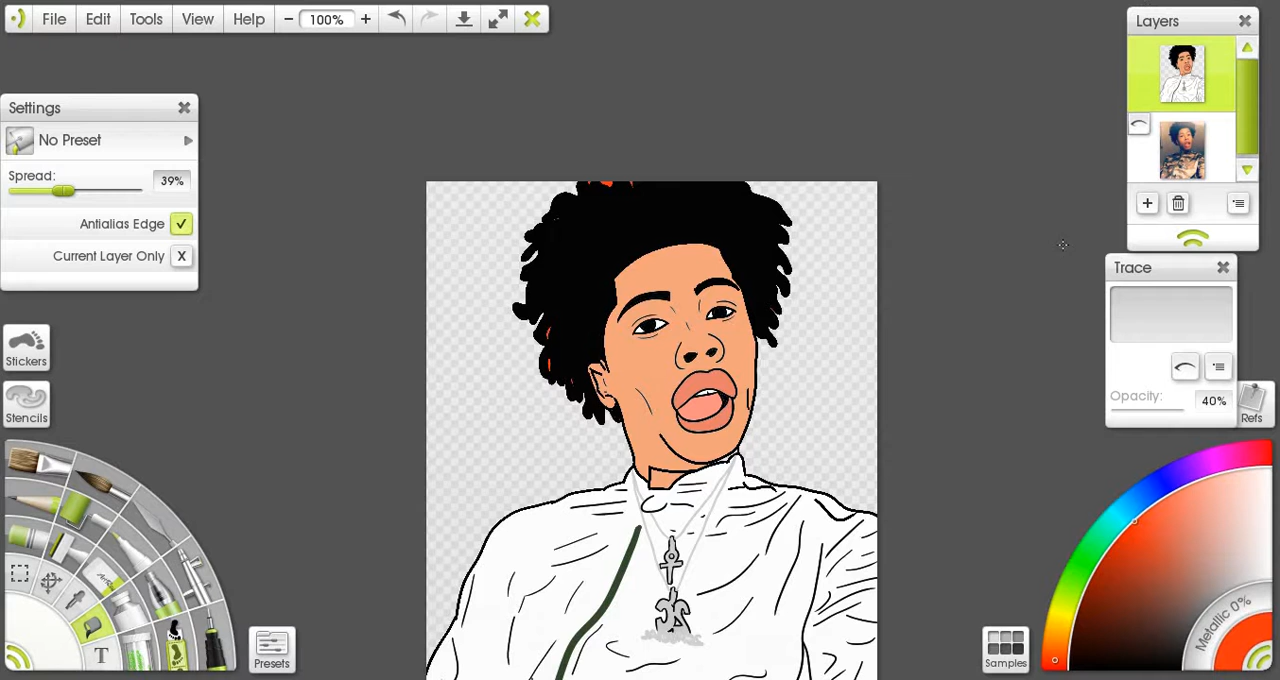 File Edit Tools View Help − 100% +
Layers
Settings
No Preset
Spread: 39%
Antialias Edge
Current Layer Only X
Trace
Opacity: 40%
Refs
Stickers
Stencils
T
Presets
Samples
Metallic 0%